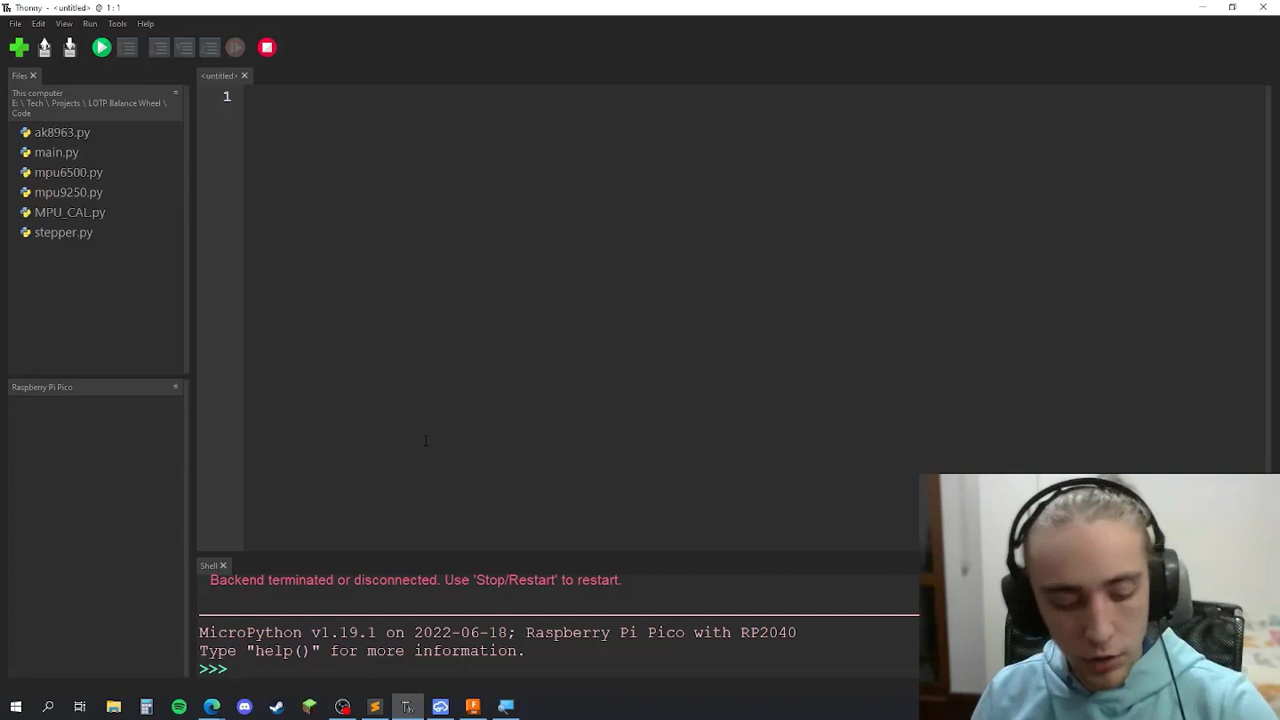 Thonny - <untitled> @ 1 : 1
File Edit View Run Tools Help
Files
<untitled>
This computer
E: \ Tech \ Projects \ LOTP Balance Wheel \
Code
1
ak8963.py
main.py
mpu6500.py
mpu9250.py
MPU_CAL.py
stepper.py
Raspberry Pi Pico
Shell
Backend terminated or disconnected. Use 'Stop/Restart' to restart.
MicroPython v1.19.1 on 2022-06-18; Raspberry Pi Pico with RP2040
Type "help()" for more information.
>>>